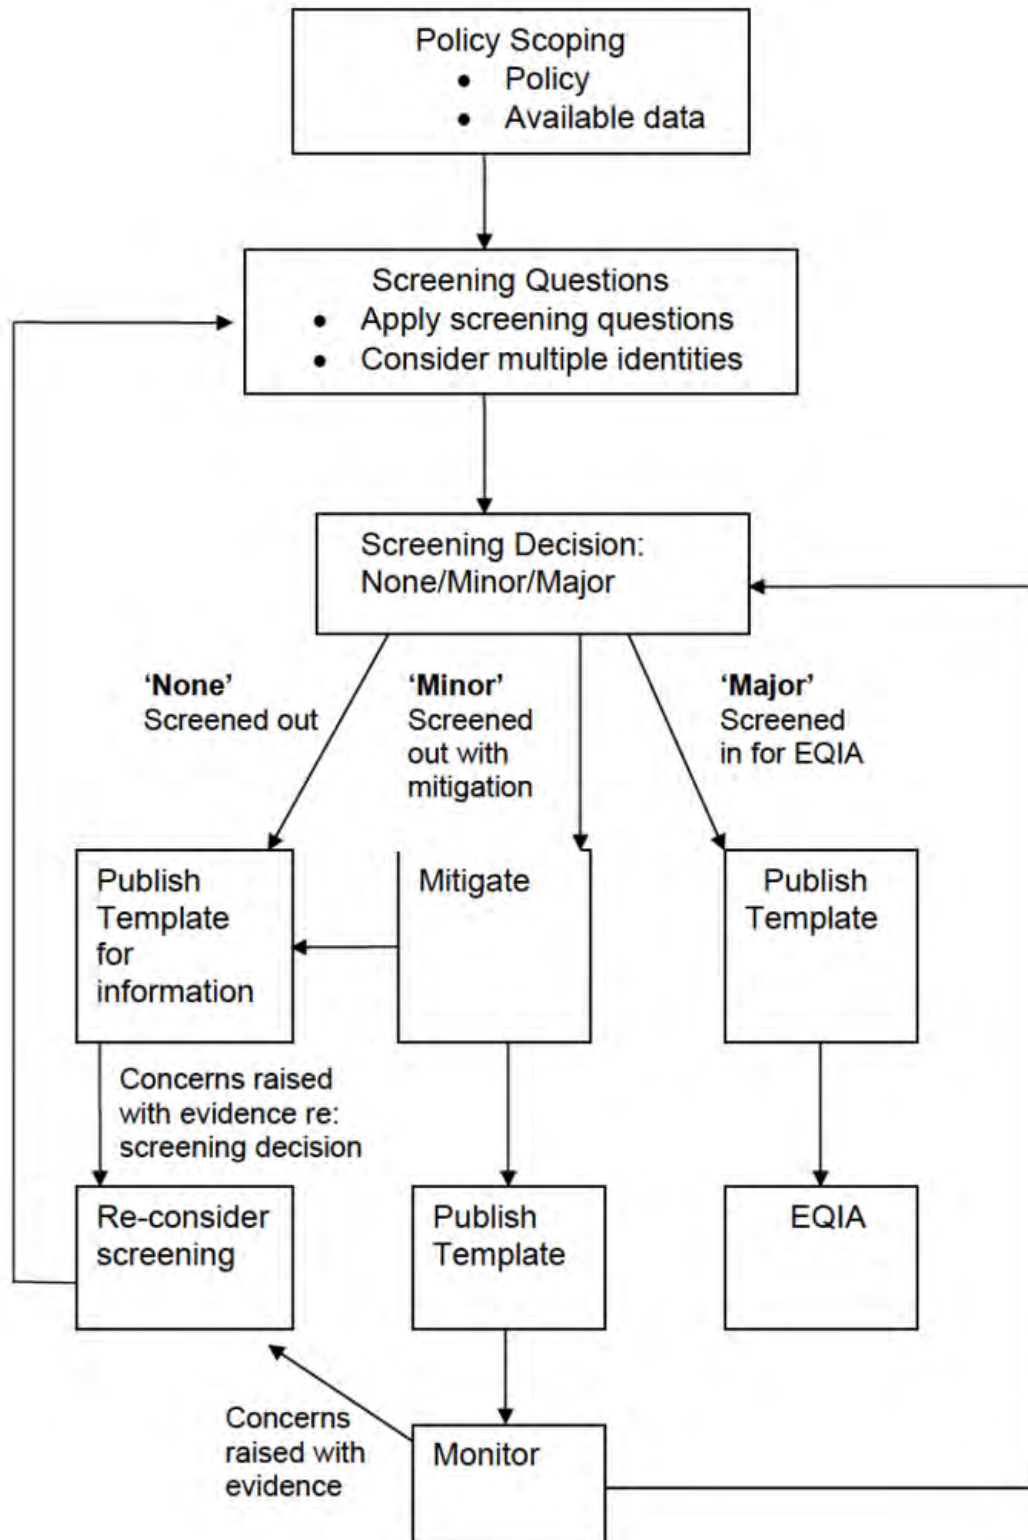 Policy Scoping
• Policy
• Available data
Screening Questions
• Apply screening questions
• Consider multiple identities
Screening Decision:
None/Minor/Major
‘None’
Screened out
‘Minor’
Screened
out with
mitigation
‘Major’
Screened
in for EQIA
Publish
Template
for
information
Mitigate
Publish
Template
Concerns raised
with evidence re:
screening decision
Re-consider
screening
Publish
Template
EQIA
Concerns
raised with
evidence
Monitor